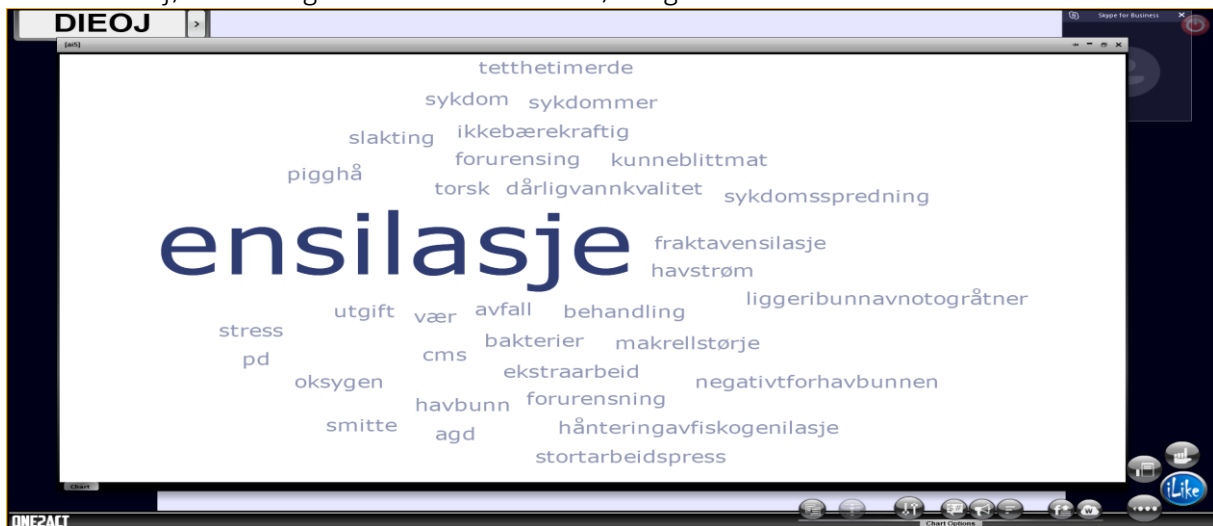 DIEOJ
>
Skype for Business
[ai5]
tetthetimerde
sykdom sykdommer
slakting ikkebærekraftig
forurensing kunneblittmat
pigghå
torsk dårligvannkvalitet sykdomsspredning
ensilasje fraktavensilasje
havstrøm
liggeribunnavnotogråtner
utgift vær avfall behandling
stress
bakterier makrellstørje
pd cms
ekstraarbeid
oksygen negativtforhavbunnen
havbunn forurensning
smitte agd hånteringavfiskogenilasje
stortarbeidspress
Chart
iLike
Chart Options
ONE2ACT